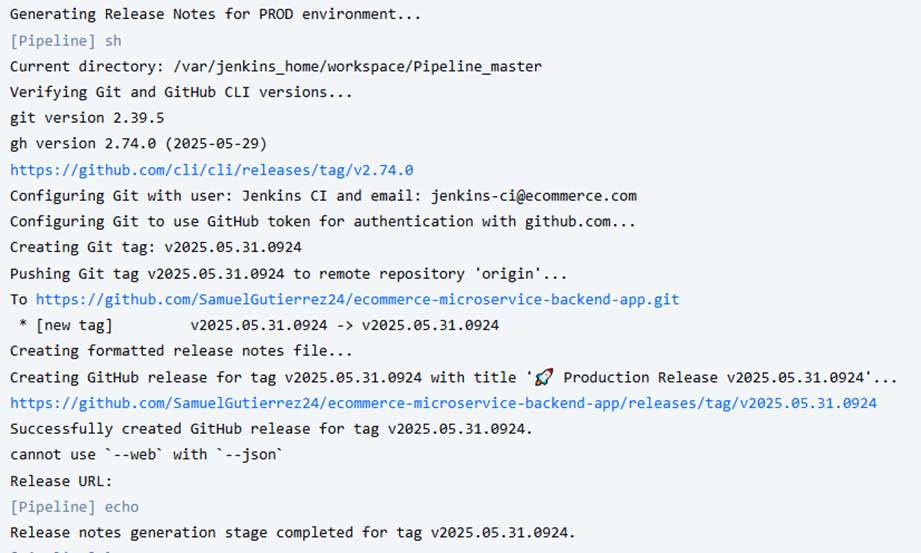 Generating Release Notes for PROD environment...
[Pipeline] sh
Current directory: /var/jenkins_home/workspace/Pipeline_master
Verifying Git and GitHub CLI versions...
git version 2.39.5
gh version 2.74.0 (2025-05-29)
https://github.com/cli/cli/releases/tag/v2.74.0
Configuring Git with user: Jenkins CI and email: jenkins-ci@ecommerce.com
Configuring Git to use GitHub token for authentication with github.com...
Creating Git tag: v2025.05.31.0924
Pushing Git tag v2025.05.31.0924 to remote repository 'origin'...
To https://github.com/SamuelGutierrez24/ecommerce-microservice-backend-app.git
 * [new tag]         v2025.05.31.0924 -> v2025.05.31.0924
Creating formatted release notes file...
Creating GitHub release for tag v2025.05.31.0924 with title '🚀 Production Release v2025.05.31.0924'...
https://github.com/SamuelGutierrez24/ecommerce-microservice-backend-app/releases/tag/v2025.05.31.0924
Successfully created GitHub release for tag v2025.05.31.0924.
cannot use `--web` with `--json`
Release URL:
[Pipeline] echo
Release notes generation stage completed for tag v2025.05.31.0924.